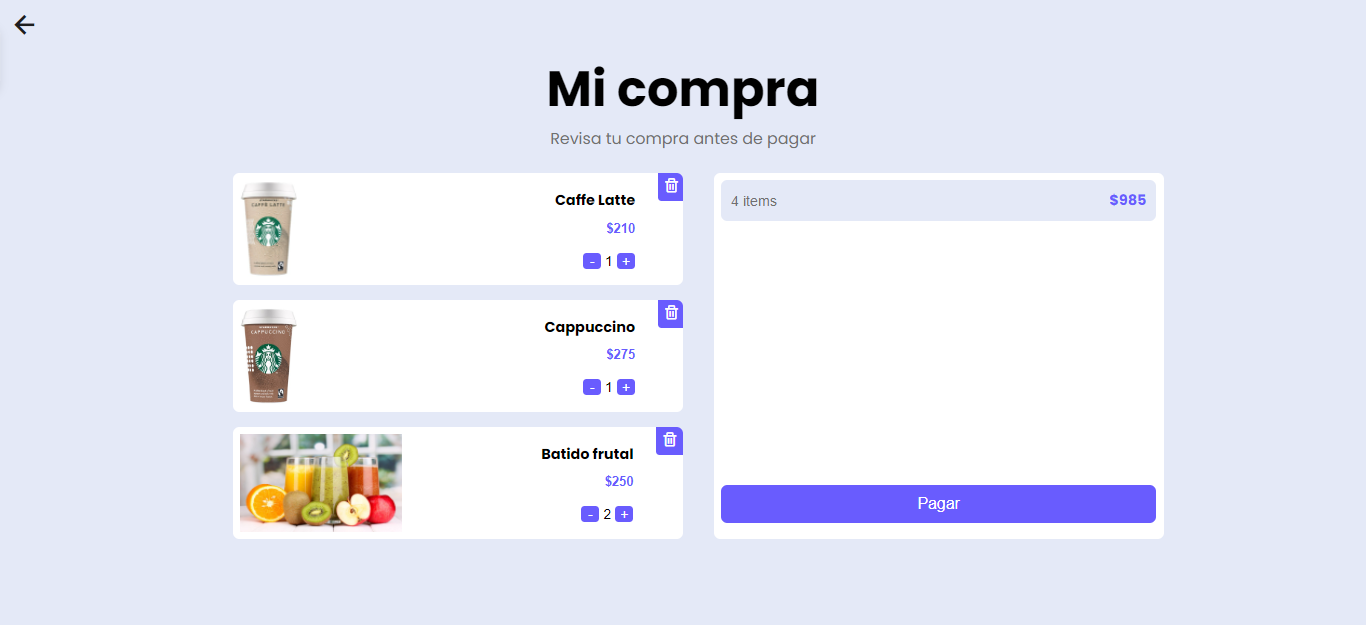 Mi compra
Revisa tu compra antes de pagar
CAFFÈ LATTE
Caffe Latte
$210
- 1 +
CAPPUCCINO
Cappuccino
$275
- 1 +
Batido frutal
$250
- 2 +
4 items $985
Pagar